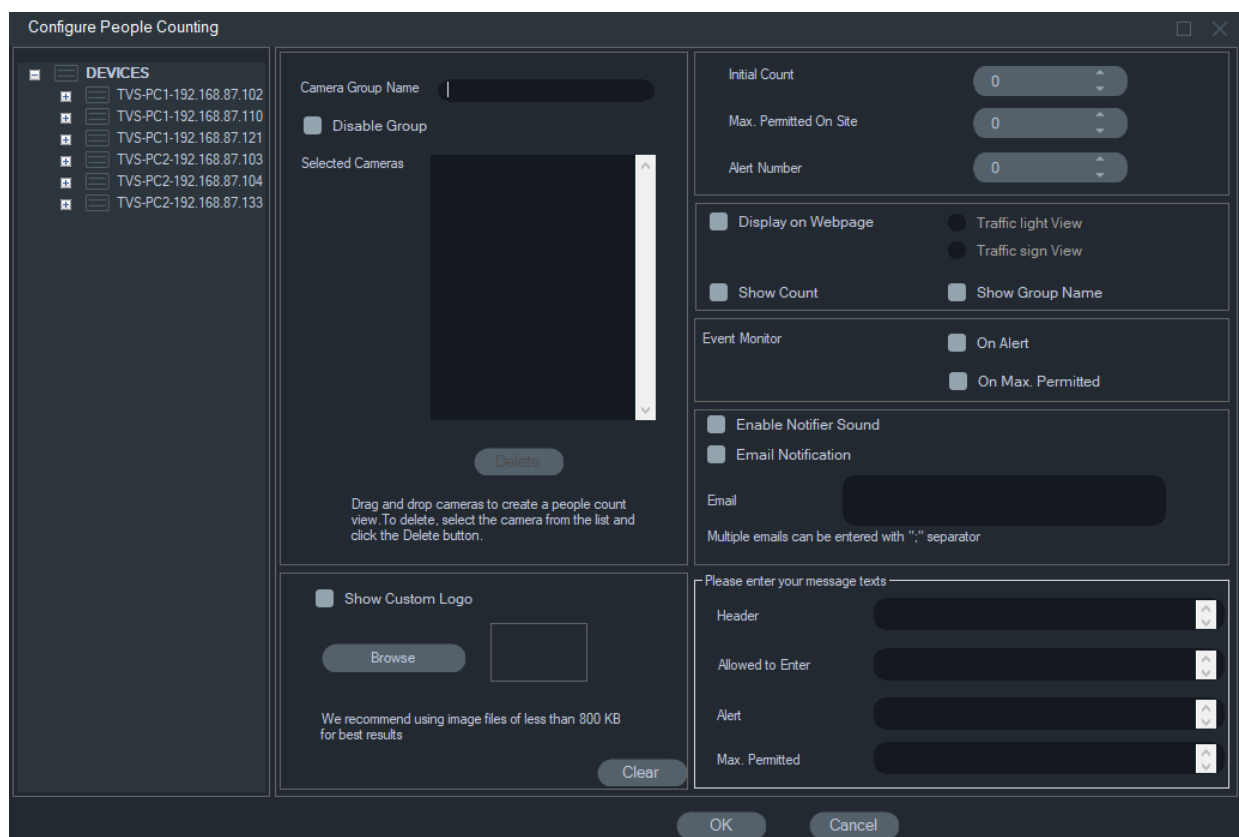 Configure People Counting
DEVICES
TVS-PC1-192.168.87.102
TVS-PC1-192.168.87.110
TVS-PC1-192.168.87.121
TVS-PC2-192.168.87.103
TVS-PC2-192.168.87.104
TVS-PC2-192.168.87.133
Camera Group Name
Disable Group
Selected Cameras
Delete
Drag and drop cameras to create a people count
view.To delete, select the camera from the list and
click the Delete button.
Show Custom Logo
Browse
We recommend using image files of less than 800 KB
for best results
Clear
Initial Count
0
Max. Permitted On Site
0
Alert Number
0
Display on Webpage
Traffic light View
Traffic sign View
Show Count
Show Group Name
Event Monitor
On Alert
On Max. Permitted
Enable Notifier Sound
Email Notification
Email
Multiple emails can be entered with ";" separator
Please enter your message texts
Header
Allowed to Enter
Alert
Max. Permitted
OK
Cancel